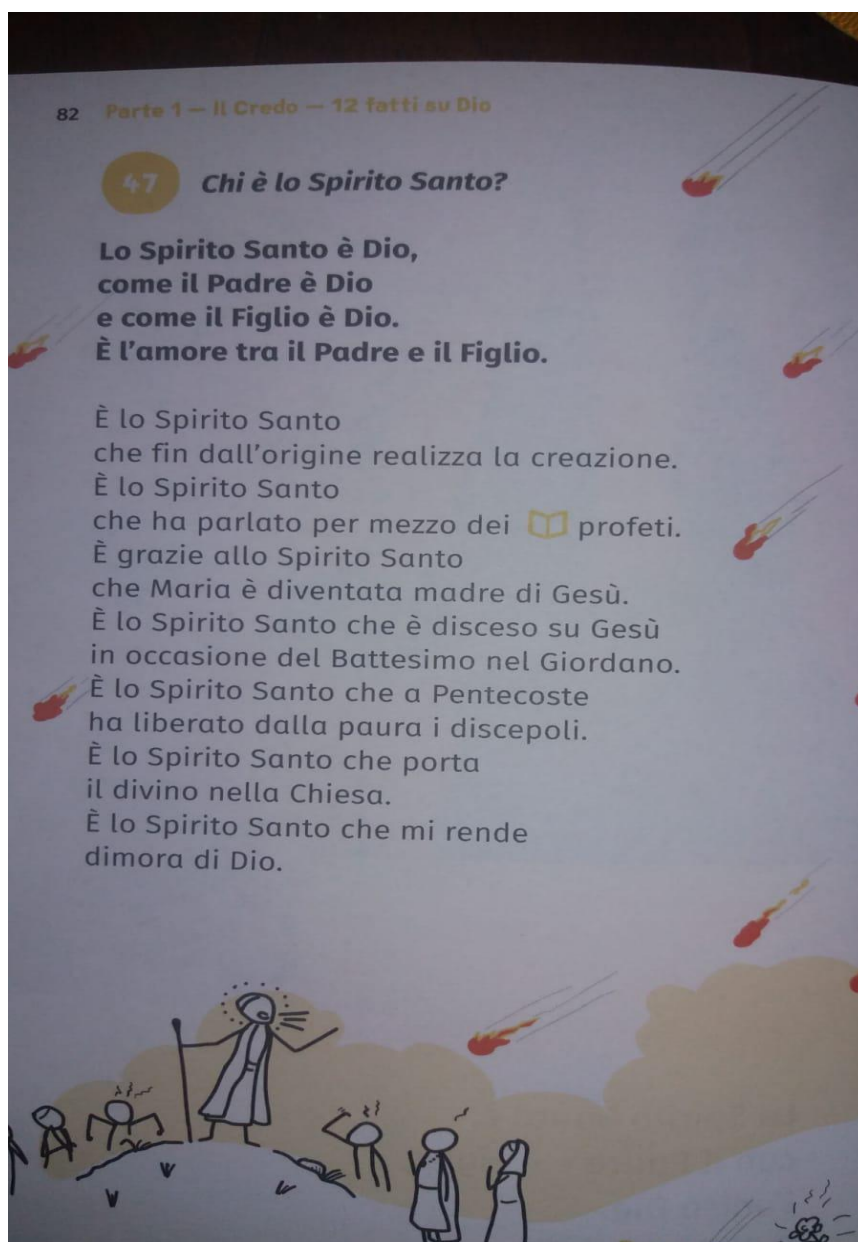 82 Parte 1 — Il Credo — 12 fatti su Dio
47 Chi è lo Spirito Santo?
Lo Spirito Santo è Dio,
come il Padre è Dio
e come il Figlio è Dio.
È l'amore tra il Padre e il Figlio.
È lo Spirito Santo
che fin dall'origine realizza la creazione.
È lo Spirito Santo
che ha parlato per mezzo dei profeti.
È grazie allo Spirito Santo
che Maria è diventata madre di Gesù.
È lo Spirito Santo che è disceso su Gesù
in occasione del Battesimo nel Giordano.
È lo Spirito Santo che a Pentecoste
ha liberato dalla paura i discepoli.
È lo Spirito Santo che porta
il divino nella Chiesa.
È lo Spirito Santo che mi rende
dimora di Dio.